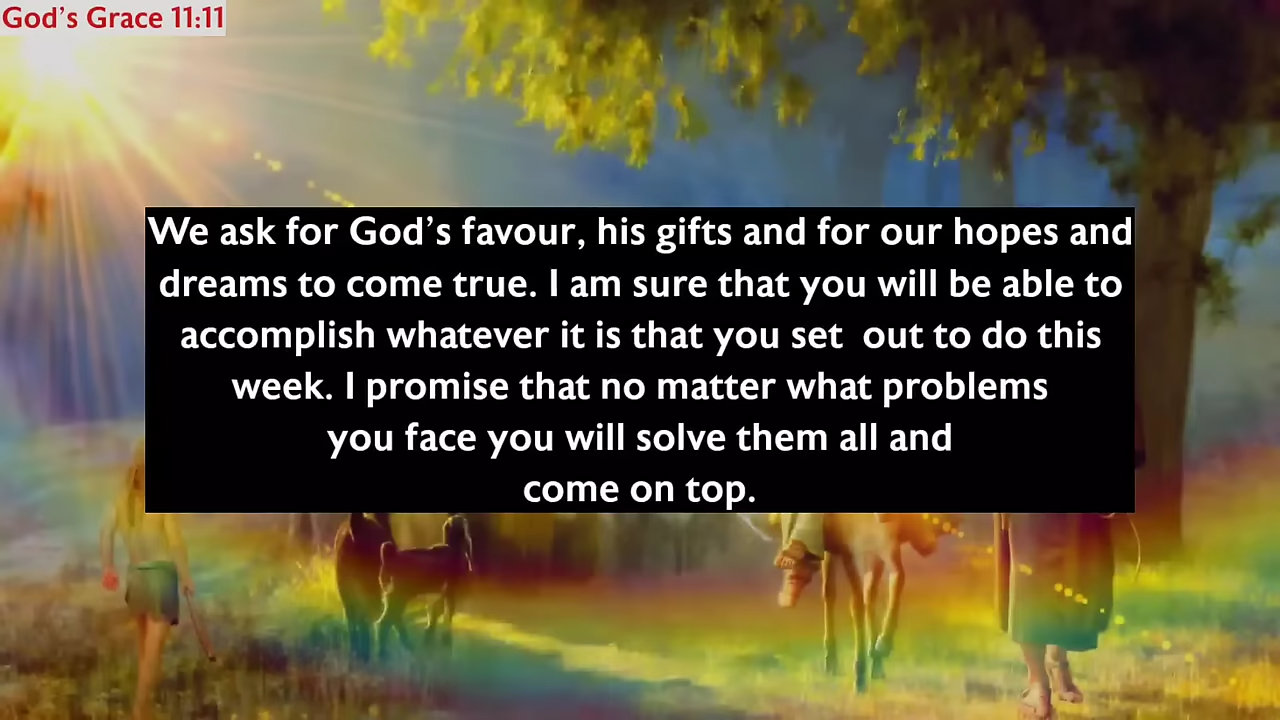 God’s Grace 11:11
We ask for God’s favour, his gifts and for our hopes and
dreams to come true. I am sure that you will be able to
accomplish whatever it is that you set  out to do this
week. I promise that no matter what problems
you face you will solve them all and
come on top.